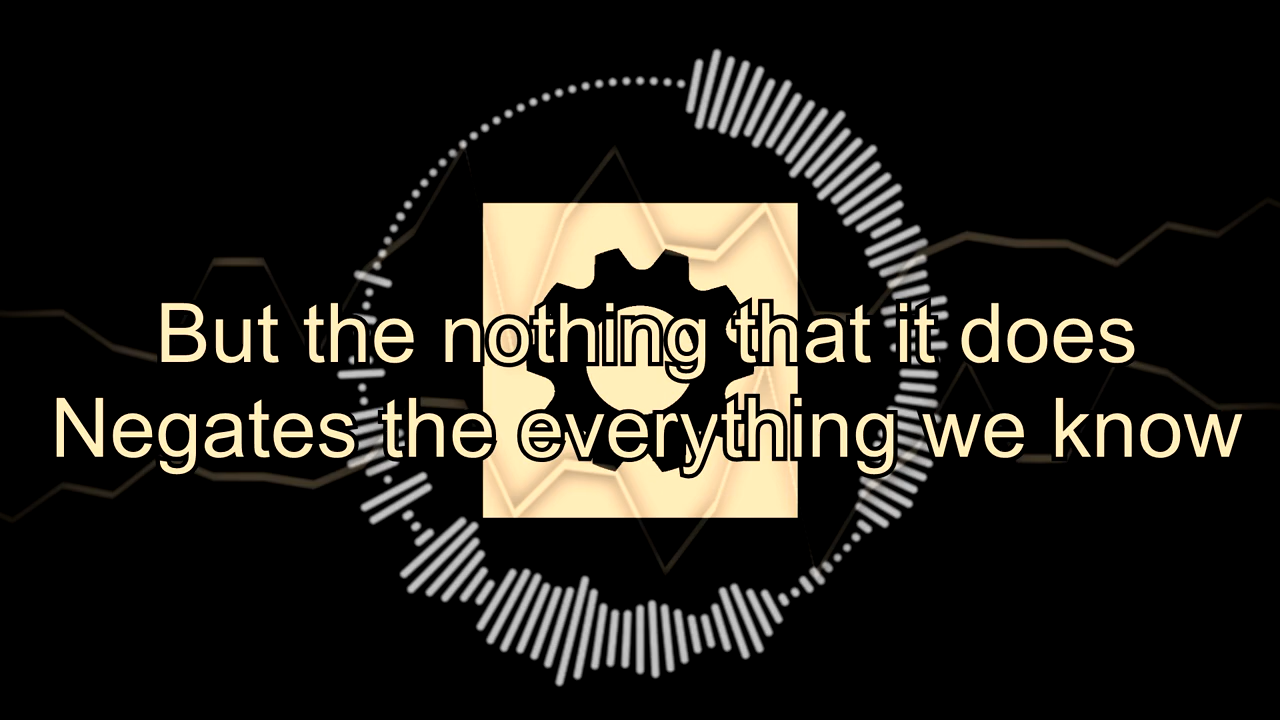 But the nothing that it does
Negates the everything we know